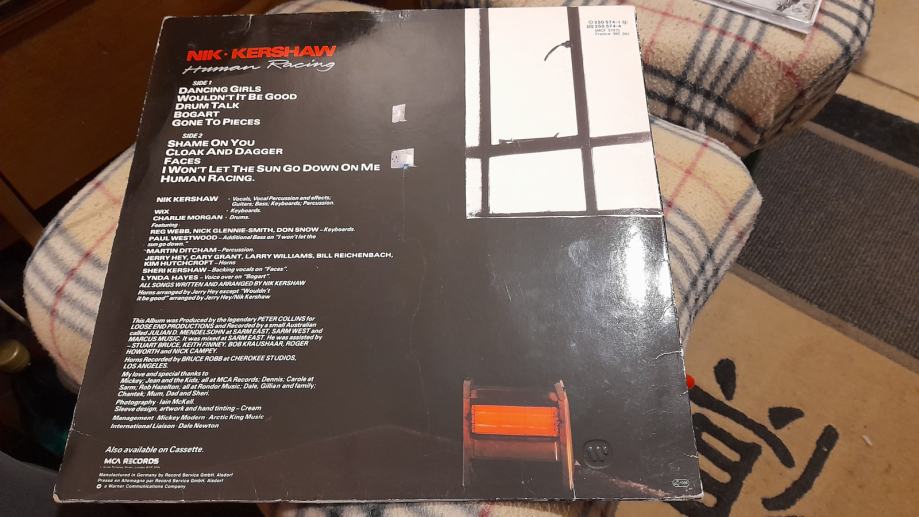 NIK·KERSHAW
Human Racing
SIDE 1
DANCING GIRLS
WOULDN'T IT BE GOOD
DRUM TALK
BOGART
GONE TO PIECES
SIDE 2
SHAME ON YOU
CLOAK AND DAGGER
FACES
I WON'T LET THE SUN GO DOWN ON ME
HUMAN RACING.
NIK KERSHAW · Vocals, Vocal Percussion and effects;
Guitars; Bass; Keyboards; Percussion.
WIX · Keyboards.
CHARLIE MORGAN · Drums.
Featuring
REG WEBB, NICK GLENNIE-SMITH, DON SNOW – Keyboards.
PAUL WESTWOOD – Additional Bass on "I won't let the
sun go down."
MARTIN DITCHAM – Percussion.
JERRY HEY, CARY GRANT, LARRY WILLIAMS, BILL REICHENBACH,
KIM HUTCHCROFT – Horns
SHERI KERSHAW – Backing vocals on "Faces".
LYNDA HAYES – Voice over on "Bogart".
ALL SONGS WRITTEN AND ARRANGED BY NIK KERSHAW
Horns arranged by Jerry Hey except "Wouldn't
it be good" arranged by Jerry Hey/Nik Kershaw
This Album was Produced by the legendary PETER COLLINS for
LOOSE END PRODUCTIONS and Recorded by a small Australian
called JULIAN D. MENDELSOHN at SARM EAST, SARM WEST and
MARCUS MUSIC. It was mixed at SARM EAST. He was assisted by
– STUART BRUCE, KEITH FINNEY, BOB KRAUSHAAR, ROGER
HOWORTH and NICK CAMPEY.
Horns Recorded by BRUCE ROBB at CHEROKEE STUDIOS,
LOS ANGELES.
My love and special thanks to
Mickey; Jean and the Kids; all at MCA Records; Dennis; Carole at
Sarm; Rob Hazelton; all at Rondor Music; Dale, Gillian and family;
Chantek; Mum, Dad and Sheri.
Photography · Iain McKell.
Sleeve design, artwork and hand tinting – Cream
Management · Mickey Modern · Arctic King Music
International Liaison · Dale Newton
Also available on Cassette.
MCA RECORDS
Manufactured in Germany by Record Service GmbH, Alsdorf
Presse en Allemagne par Record Service GmbH, Alsdorf
a Warner Communications Company
250 574-1
250 574-4